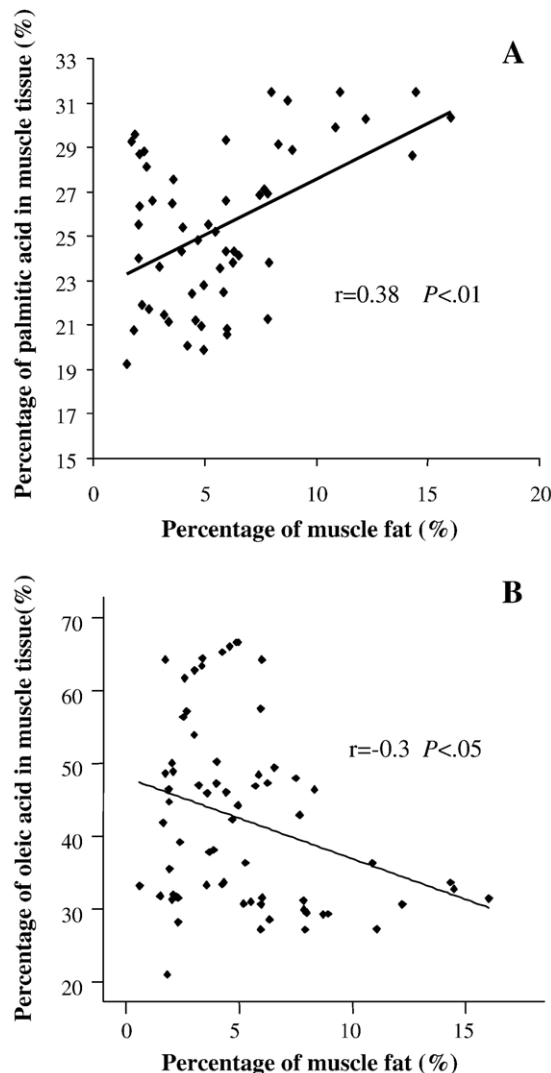 A
Percentage of palmitic acid in muscle tissue (%)
33
31
29
27
25
23
21
19
17
15
r=0.38 P<.01
0 5 10 15 20
Percentage of muscle fat (%)
B
Percentage of oleic acid in muscle tissue(%)
70
60
50
40
30
20
r=-0.3 P<.05
0 5 10 15
Percentage of muscle fat (%)